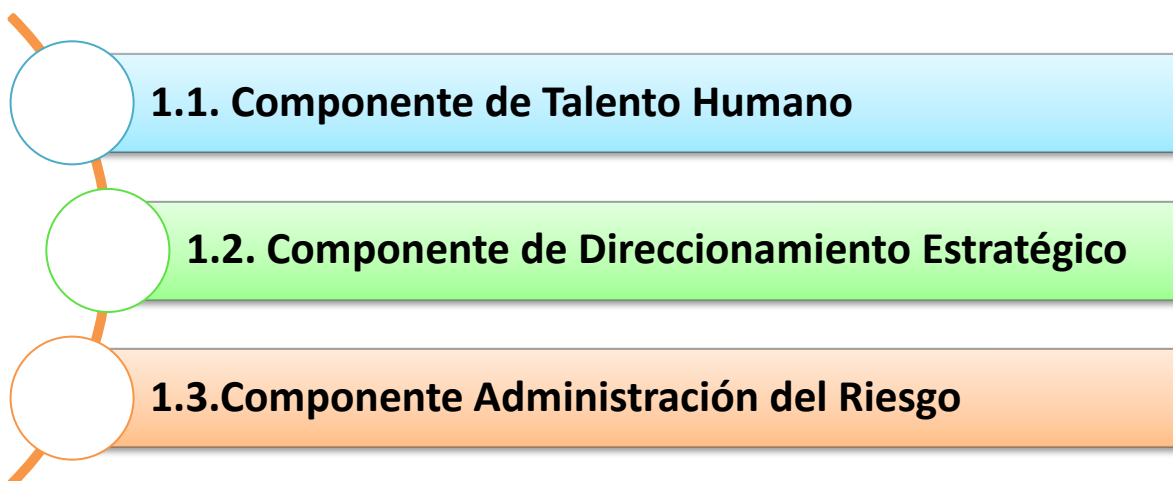 1.1. Componente de Talento Humano
1.2. Componente de Direccionamiento Estratégico
1.3.Componente Administración del Riesgo